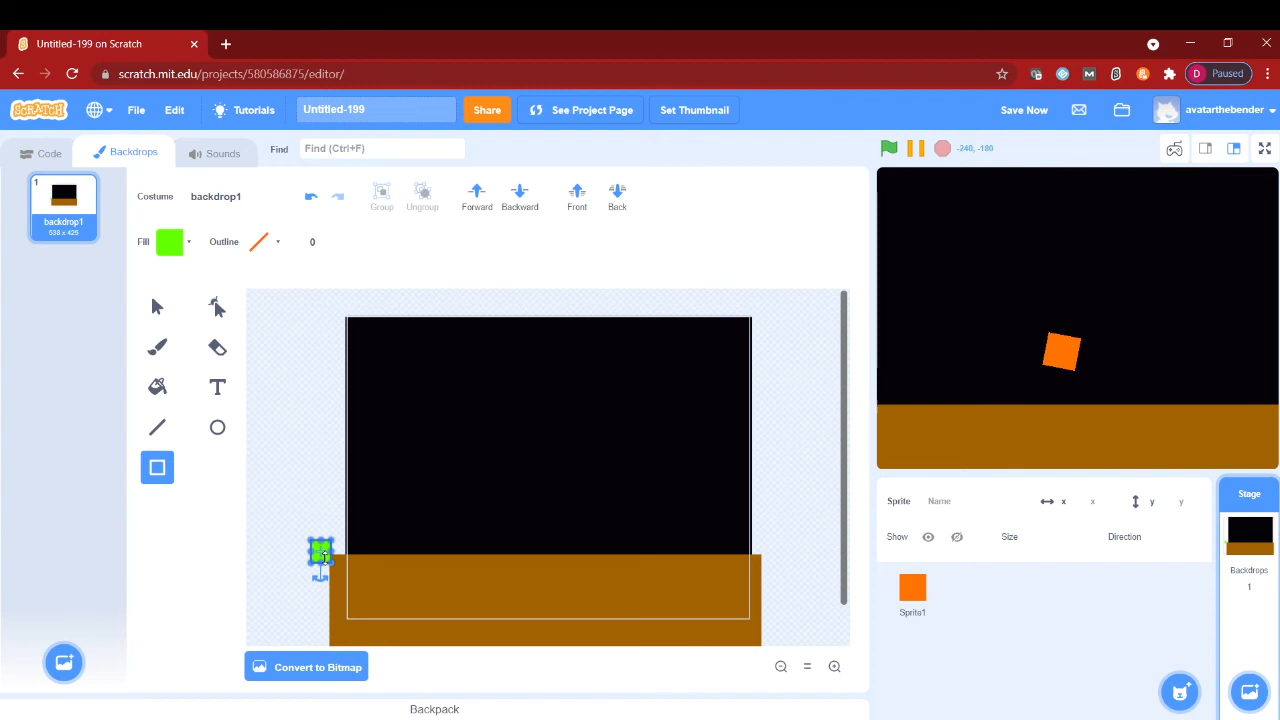 Untitled-199 on Scratch
scratch.mit.edu/projects/580586875/editor/
D Paused
SCRATCH File Edit Tutorials Untitled-199 Share See Project Page Set Thumbnail Save Now avatarthebender
Code Backdrops Sounds Find Find (Ctrl+F)
-240, -180
1
backdrop1
538 x 425
Costume backdrop1 Group Ungroup Forward Backward Front Back
Fill Outline 0
T
Convert to Bitmap
Backpack
Sprite Name x x y y
Show Size Direction
Sprite1
Stage
Backdrops
1